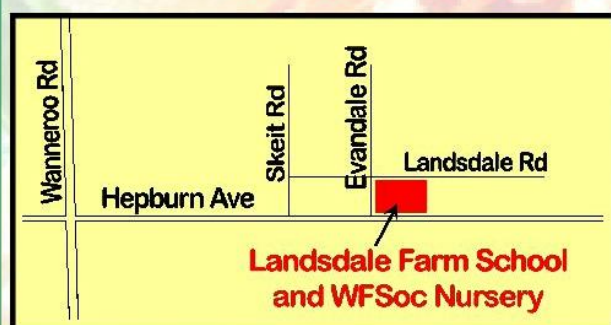 Wanneroo Rd
Skeit Rd
Evandale Rd
Landsdale Rd
Hepburn Ave
Landsdale Farm School
and WFSoc Nursery